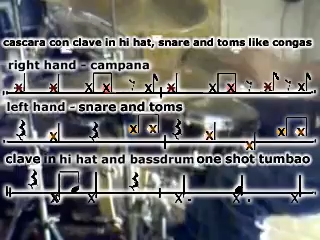 cascara con clave in hi hat, snare and toms like congas
right hand - campana
left hand - snare and toms
clave in hi hat and bassdrum one shot tumbao